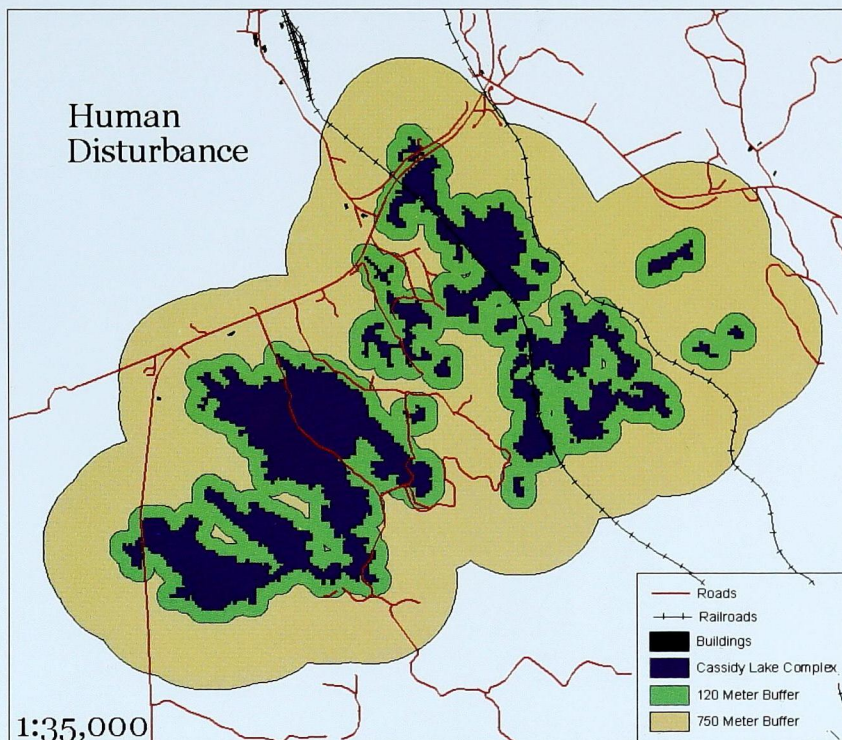 Human
Disturbance
Roads
Railroads
Buildings
Cassidy Lake Complex
120 Meter Buffer
750 Meter Buffer
1:35,000